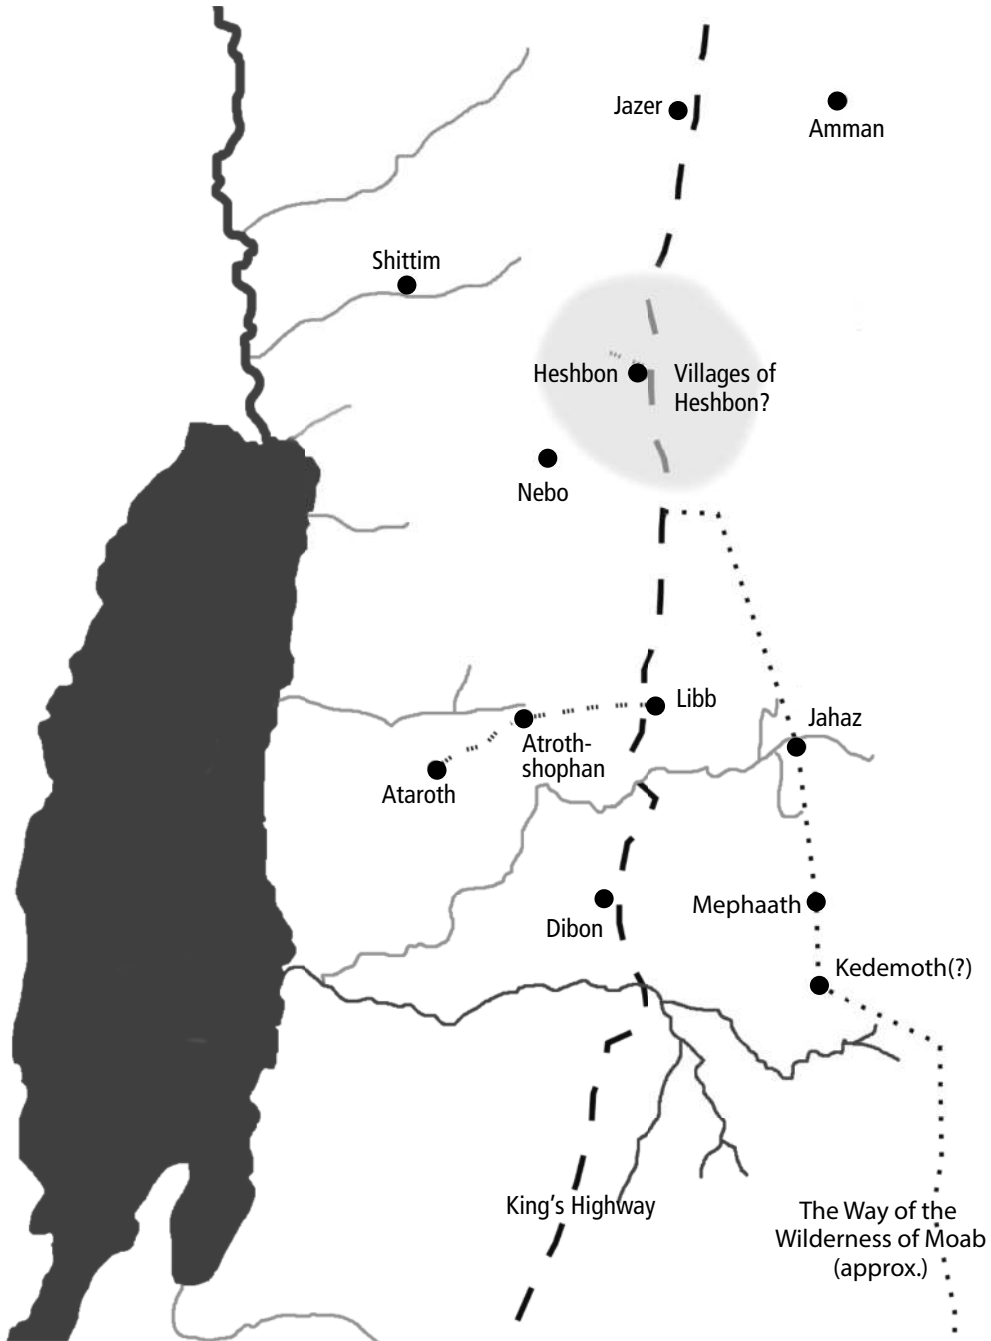 Jazer
Amman
Shittim
Heshbon
Villages of
Heshbon?
Nebo
Libb
Jahaz
Atroth-
shophan
Ataroth
Mephaath
Dibon
Kedemoth(?)
King's Highway
The Way of the
Wilderness of Moab
(approx.)